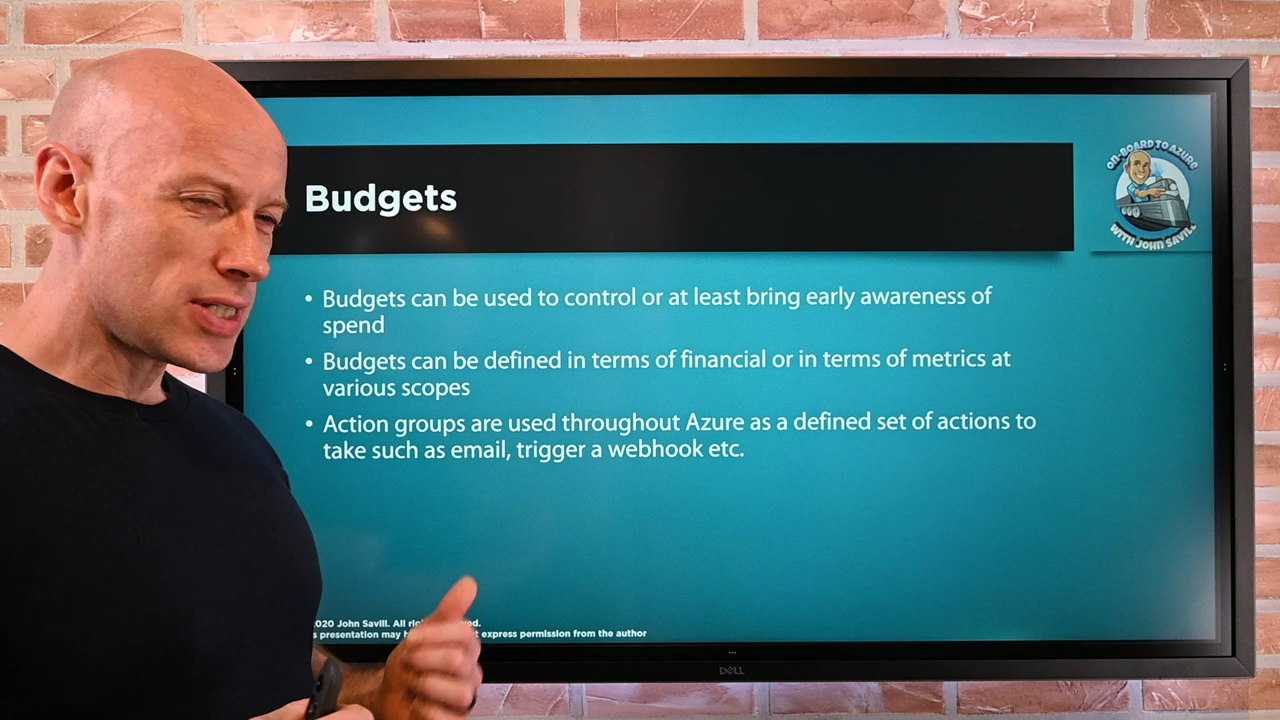 Budgets
ON-BOARD TO AZURE
WITH JOHN SAVILL
• Budgets can be used to control or at least bring early awareness of
spend
• Budgets can be defined in terms of financial or in terms of metrics at
various scopes
• Action groups are used throughout Azure as a defined set of actions to
take such as email, trigger a webhook etc.
John Savill. All
presentation may express permission from the author
DELL